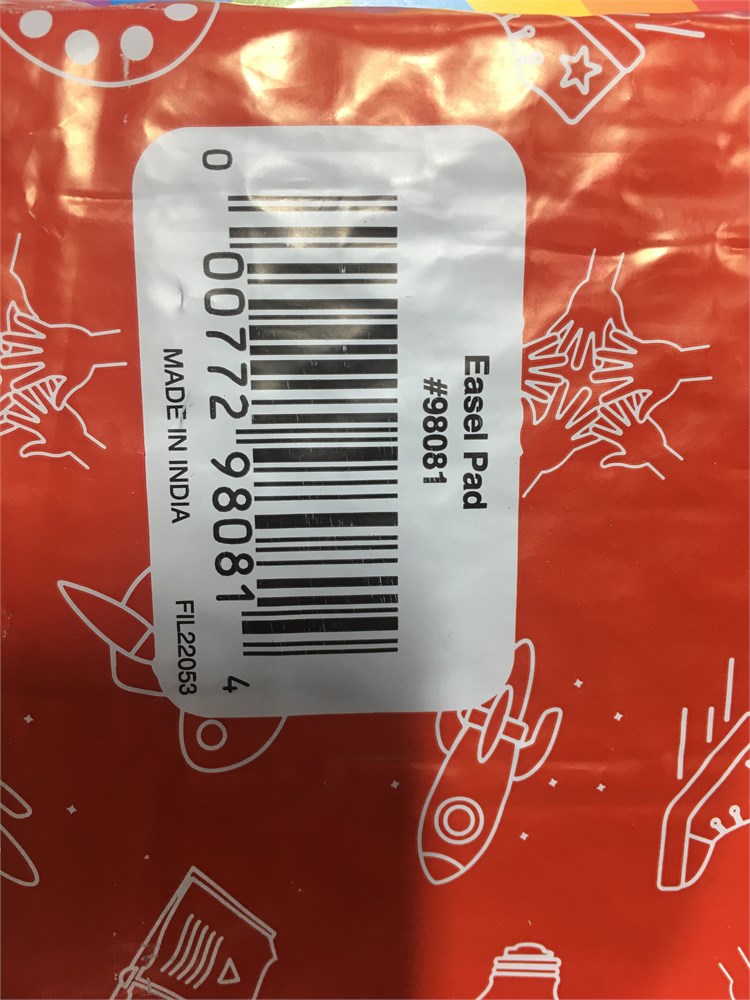 Easel Pad
#98081
0 00772 98081 4
MADE IN INDIA FIL22053